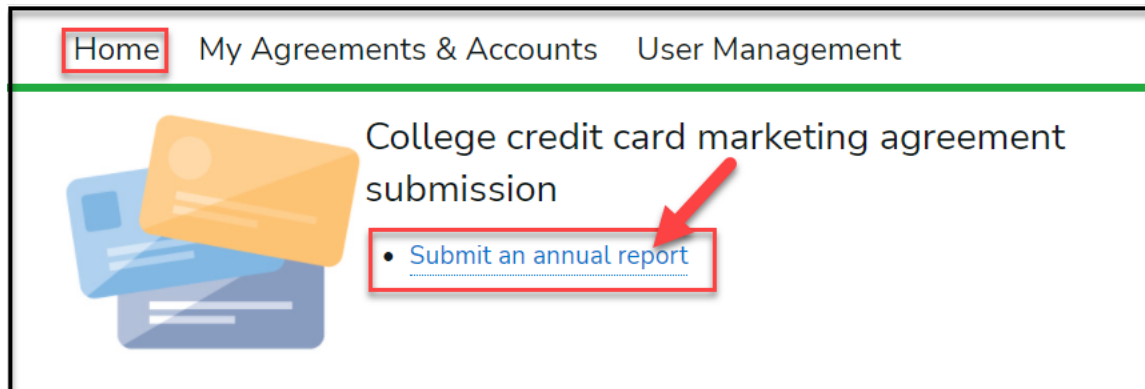 Home My Agreements & Accounts User Management
College credit card marketing agreement
submission
• Submit an annual report